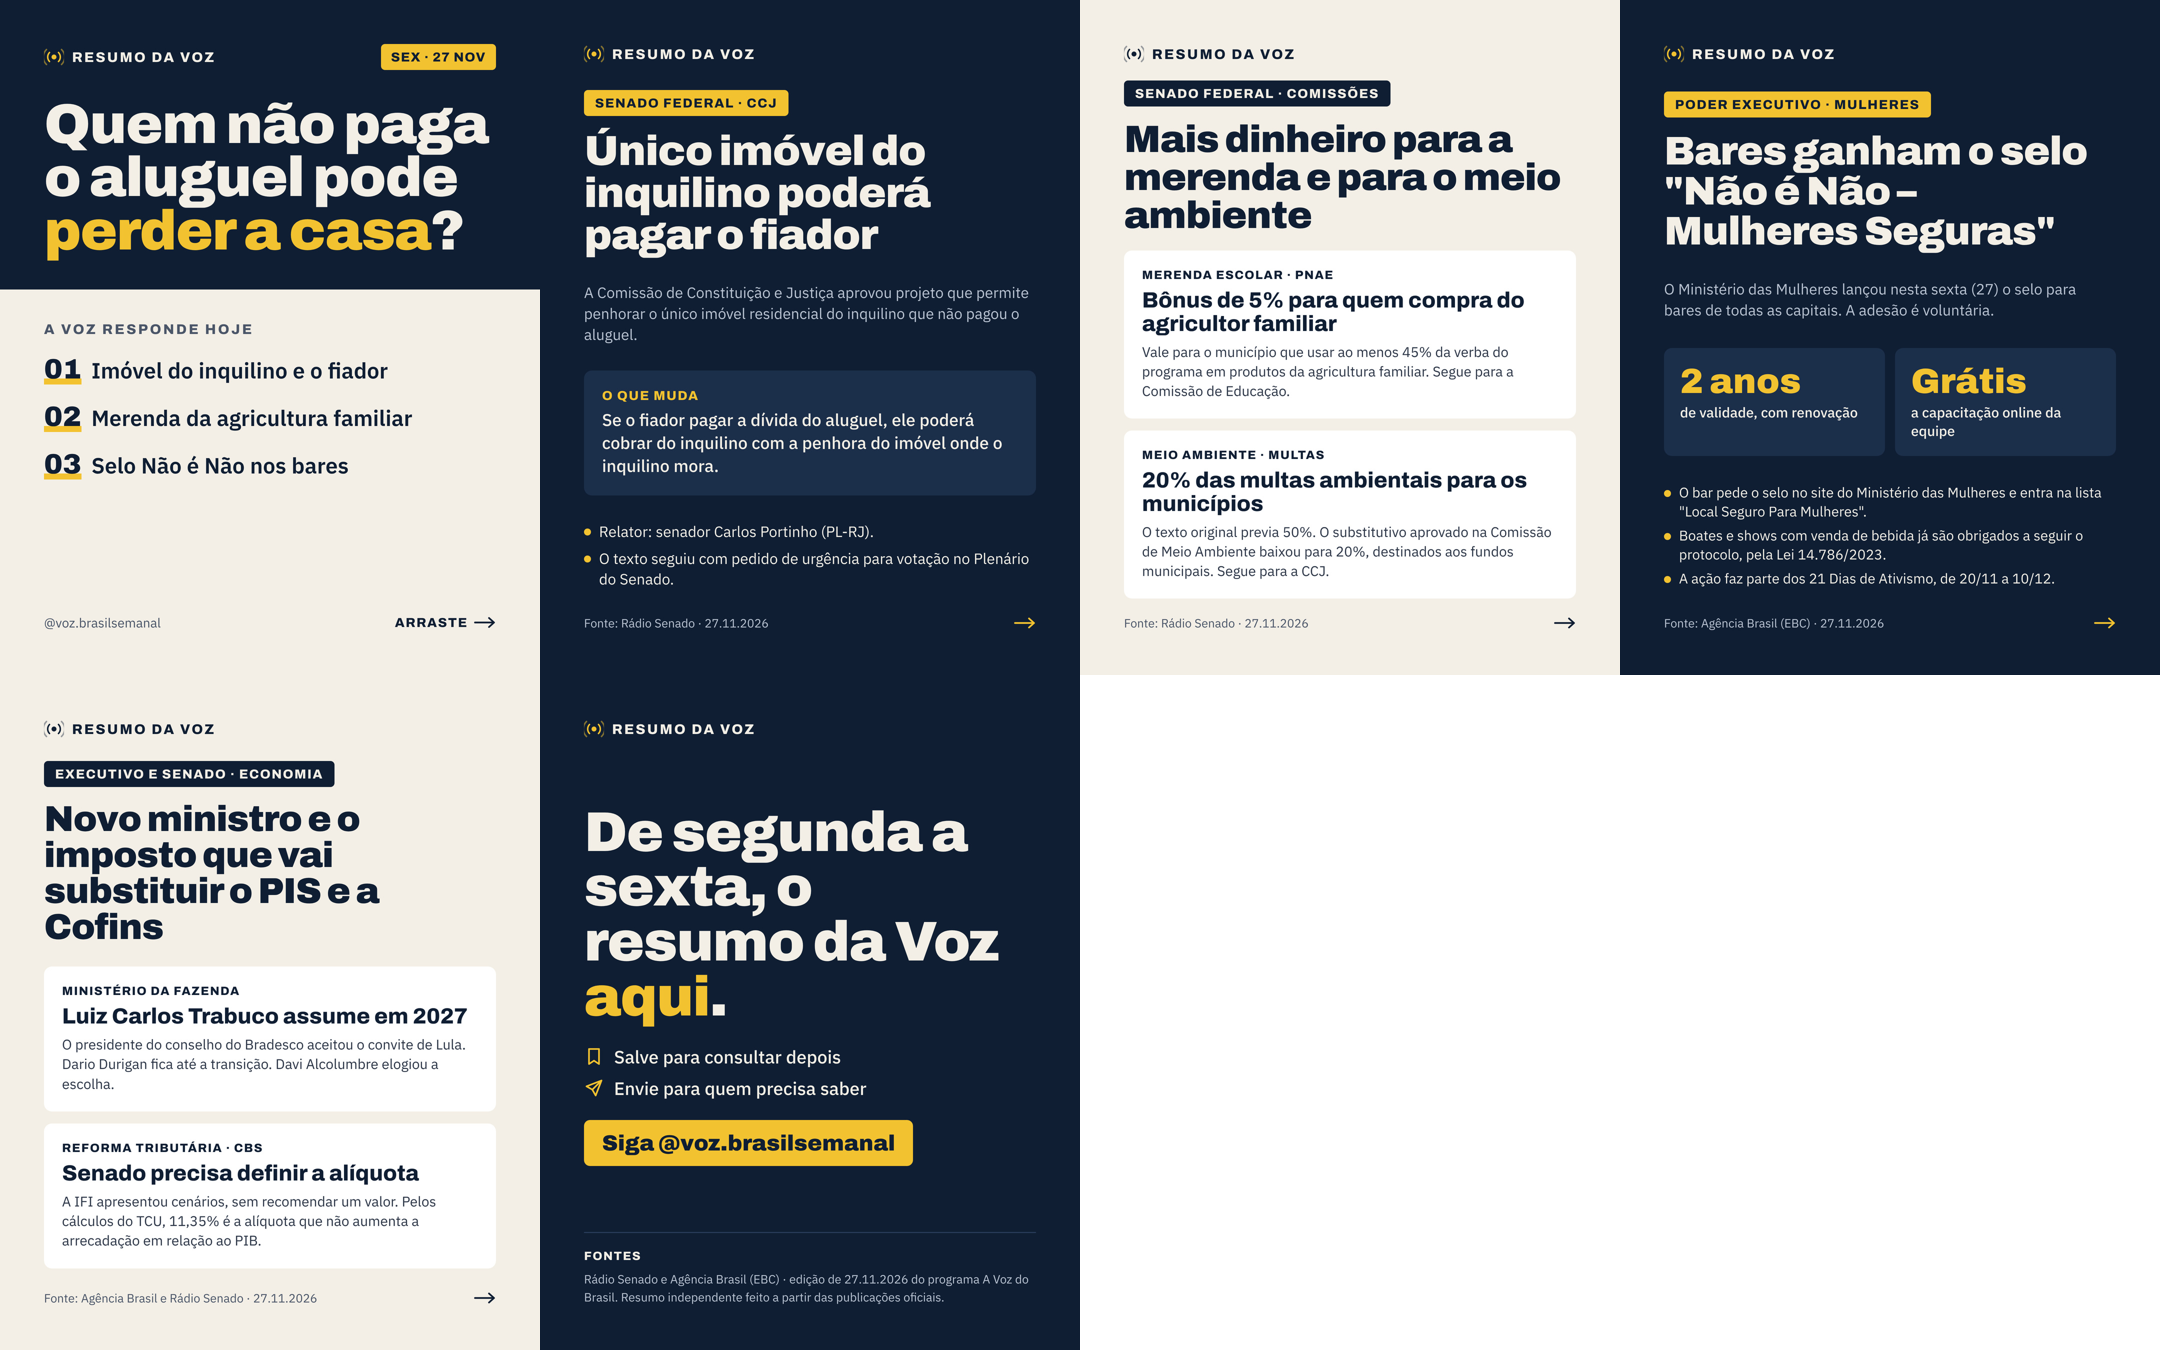 RESUMO DA VOZ
SEX · 27 NOV
Quem não paga
o aluguel pode
perder a casa?
A VOZ RESPONDE HOJE
01 Imóvel do inquilino e o fiador
02 Merenda da agricultura familiar
03 Selo Não é Não nos bares
@voz.brasilsemanal
ARRASTE
RESUMO DA VOZ
SENADO FEDERAL · CCJ
Único imóvel do
inquilino poderá
pagar o fiador
A Comissão de Constituição e Justiça aprovou projeto que permite
penhorar o único imóvel residencial do inquilino que não pagou o
aluguel.
O QUE MUDA
Se o fiador pagar a dívida do aluguel, ele poderá
cobrar do inquilino com a penhora do imóvel onde o
inquilino mora.
Relator: senador Carlos Portinho (PL-RJ).
O texto seguiu com pedido de urgência para votação no Plenário
do Senado.
Fonte: Rádio Senado · 27.11.2026
RESUMO DA VOZ
SENADO FEDERAL · COMISSÕES
Mais dinheiro para a
merenda e para o meio
ambiente
MERENDA ESCOLAR · PNAE
Bônus de 5% para quem compra do
agricultor familiar
Vale para o município que usar ao menos 45% da verba do
programa em produtos da agricultura familiar. Segue para a
Comissão de Educação.
MEIO AMBIENTE · MULTAS
20% das multas ambientais para os
municípios
O texto original previa 50%. O substitutivo aprovado na Comissão
de Meio Ambiente baixou para 20%, destinados aos fundos
municipais. Segue para a CCJ.
Fonte: Rádio Senado · 27.11.2026
RESUMO DA VOZ
PODER EXECUTIVO · MULHERES
Bares ganham o selo
"Não é Não –
Mulheres Seguras"
O Ministério das Mulheres lançou nesta sexta (27) o selo para
bares de todas as capitais. A adesão é voluntária.
2 anos
de validade, com renovação
Grátis
a capacitação online da
equipe
O bar pede o selo no site do Ministério das Mulheres e entra na lista
"Local Seguro Para Mulheres".
Boates e shows com venda de bebida já são obrigados a seguir o
protocolo, pela Lei 14.786/2023.
A ação faz parte dos 21 Dias de Ativismo, de 20/11 a 10/12.
Fonte: Agência Brasil (EBC) · 27.11.2026
RESUMO DA VOZ
EXECUTIVO E SENADO · ECONOMIA
Novo ministro e o
imposto que vai
substituir o PIS e a
Cofins
MINISTÉRIO DA FAZENDA
Luiz Carlos Trabuco assume em 2027
O presidente do conselho do Bradesco aceitou o convite de Lula.
Dario Durigan fica até a transição. Davi Alcolumbre elogiou a
escolha.
REFORMA TRIBUTÁRIA · CBS
Senado precisa definir a alíquota
A IFI apresentou cenários, sem recomendar um valor. Pelos
cálculos do TCU, 11,35% é a alíquota que não aumenta a
arrecadação em relação ao PIB.
Fonte: Agência Brasil e Rádio Senado · 27.11.2026
RESUMO DA VOZ
De segunda a
sexta, o
resumo da Voz
aqui.
Salve para consultar depois
Envie para quem precisa saber
Siga @voz.brasilsemanal
FONTES
Rádio Senado e Agência Brasil (EBC) · edição de 27.11.2026 do programa A Voz do
Brasil. Resumo independente feito a partir das publicações oficiais.